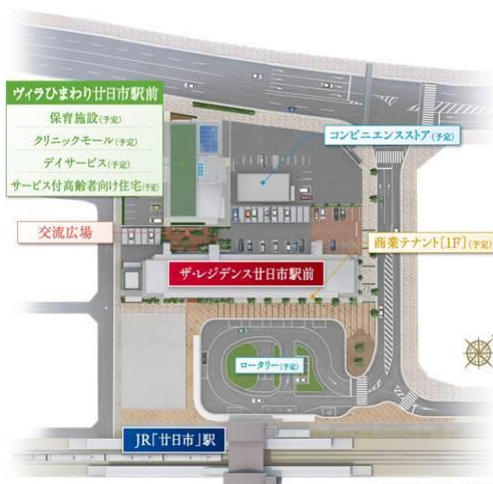 ヴィラひまわり廿日市駅前
保育施設(予定)
クリニックモール(予定)
デイサービス(予定)
サービス付高齢者向け住宅(予定)
コンビニエンスストア(予定)
交流広場
商業テナント[1F](予定)
ザ・レジデンス廿日市駅前
ロータリー(予定)
JR「廿日市」駅